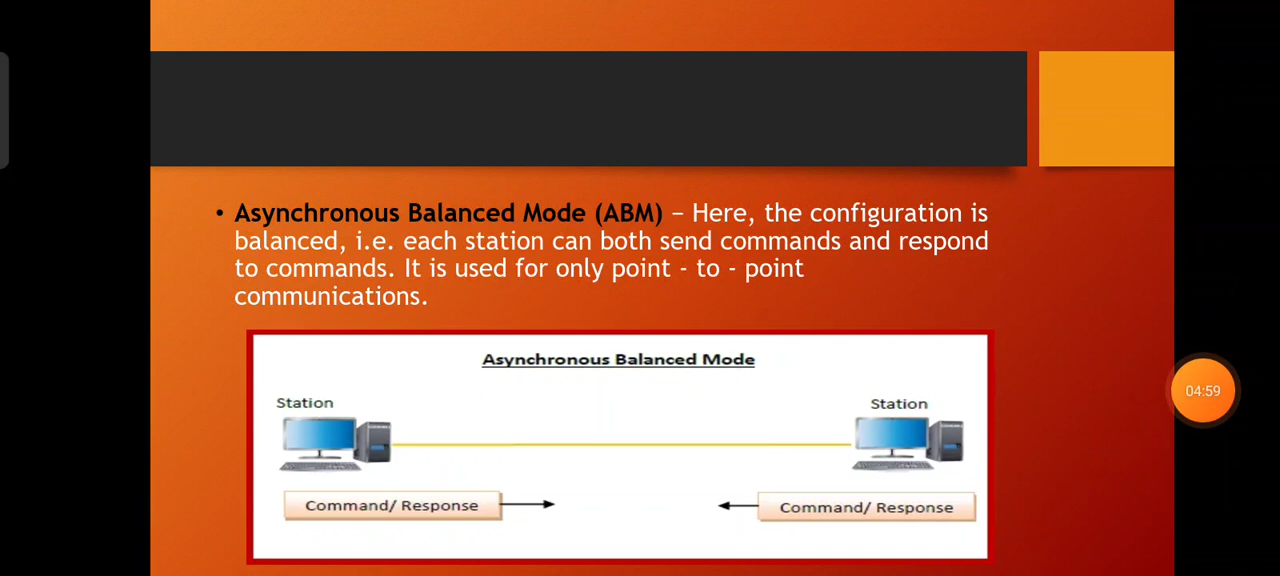 • Asynchronous Balanced Mode (ABM) – Here, the configuration is
balanced, i.e. each station can both send commands and respond
to commands. It is used for only point - to - point
communications.
Asynchronous Balanced Mode
Station
Station
Command/ Response
Command/ Response
04:59